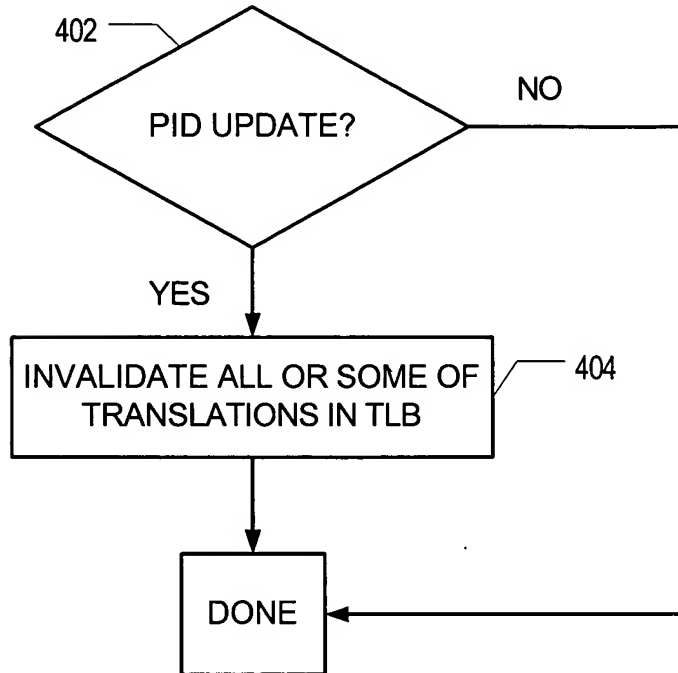 402
PID UPDATE?
NO
YES
INVALIDATE ALL OR SOME OF
TRANSLATIONS IN TLB
404
DONE